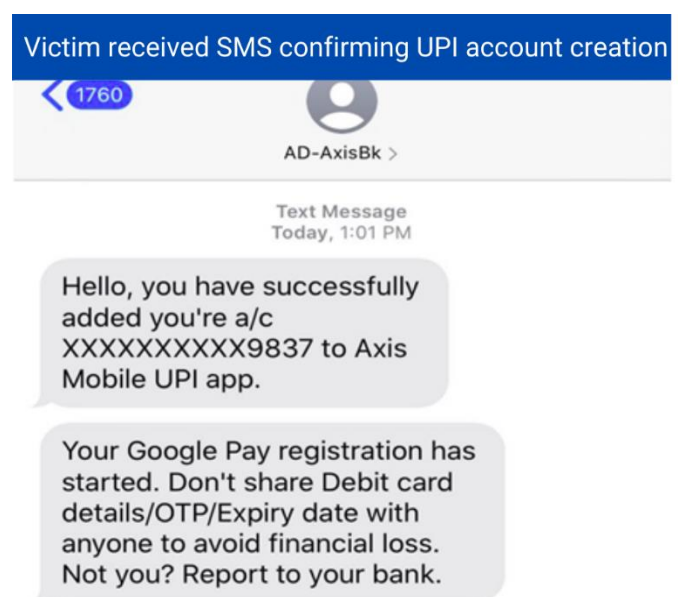 Victim received SMS confirming UPI account creation
1760
AD-AxisBk >
Text Message
Today, 1:01 PM
Hello, you have successfully
added you're a/c
XXXXXXXXXX9837 to Axis
Mobile UPI app.
Your Google Pay registration has
started. Don't share Debit card
details/OTP/Expiry date with
anyone to avoid financial loss.
Not you? Report to your bank.